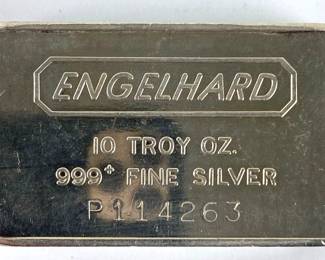 ENGELHARD
10 TROY OZ.
999+ FINE SILVER
P114263